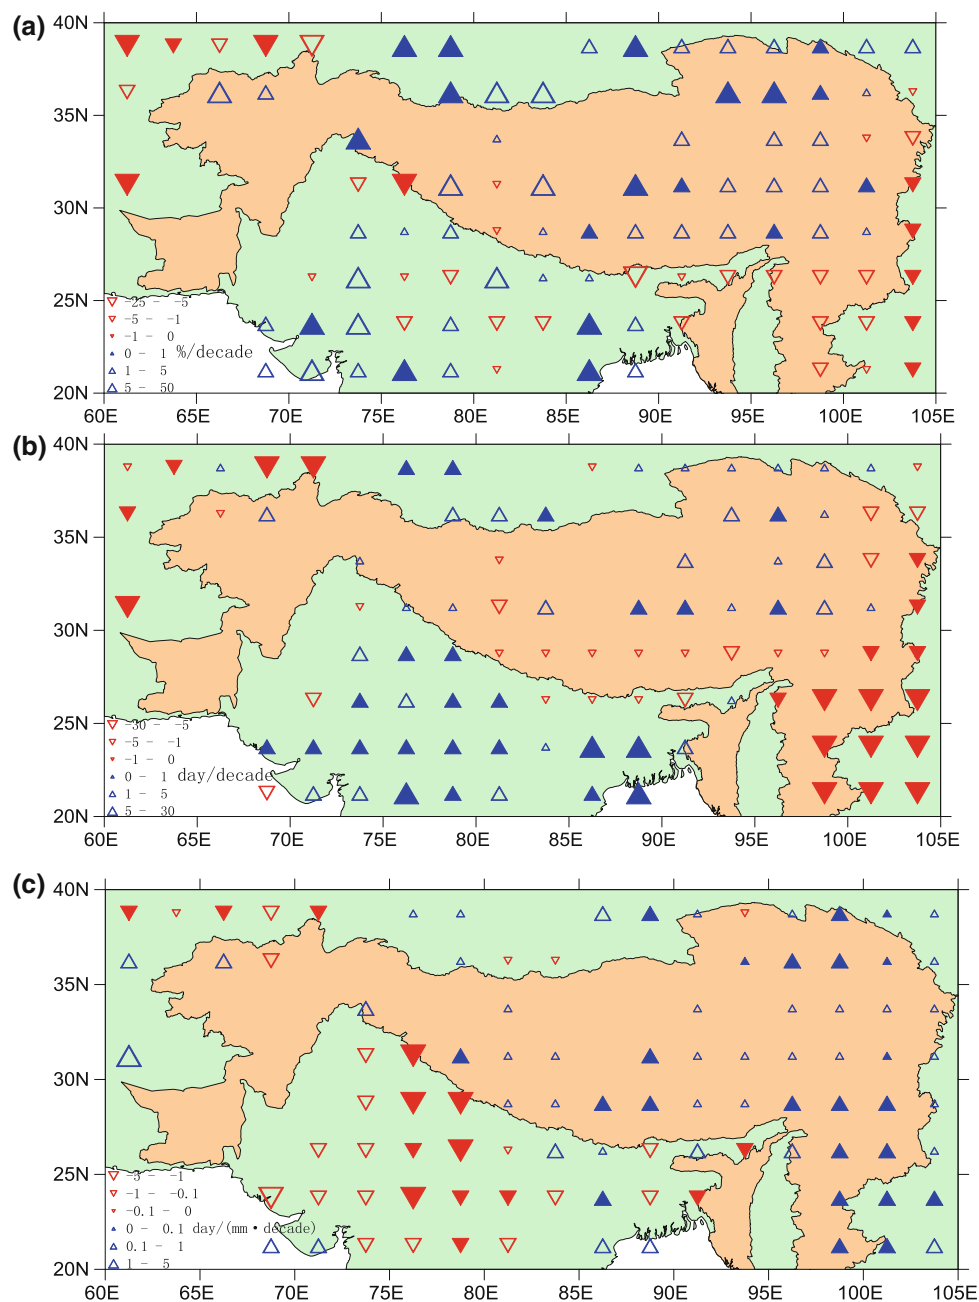 (a)
40N
35N
30N
25N
20N
-25 - -5
-5 - -1
-1 - 0
0 - 1 %/decade
1 - 5
5 - 50
60E 65E 70E 75E 80E 85E 90E 95E 100E 105E
(b)
40N
35N
30N
25N
20N
-30 - -5
-5 - -1
-1 - 0
0 - 1 day/decade
1 - 5
5 - 30
60E 65E 70E 75E 80E 85E 90E 95E 100E 105E
(c)
40N
35N
30N
25N
20N
-5 - -1
-1 - -0.1
-0.1 - 0
0 - 0.1 day/(mm·decade)
0.1 - 1
1 - 5
60E 65E 70E 75E 80E 85E 90E 95E 100E 105E